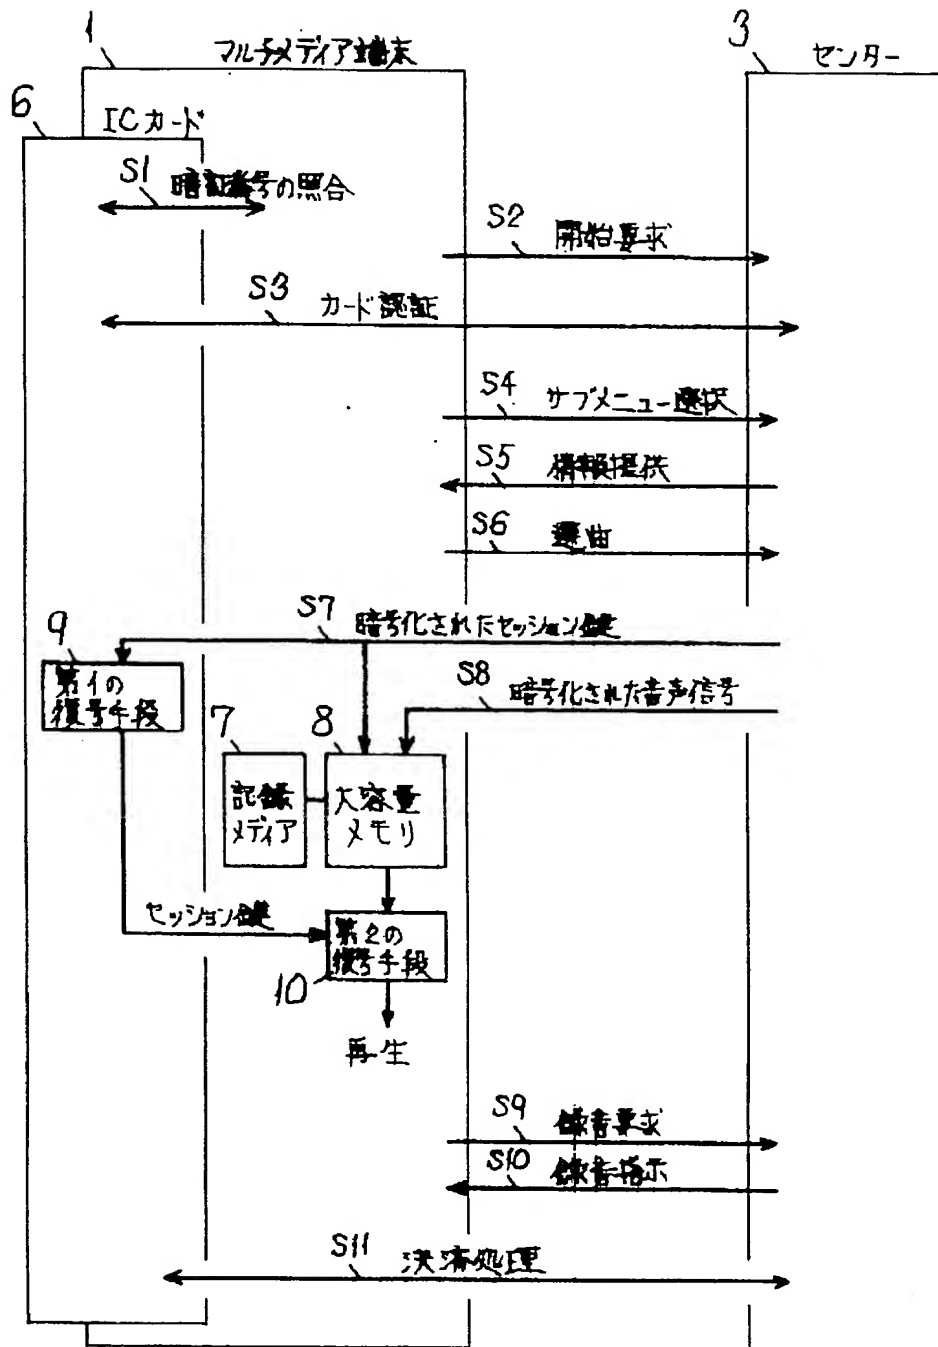 1
マルチメディア端末
3
センター
6
ICカード
S1
暗証番号の照合
S2
開始要求
S3
カード認証
S4
サブメニュー選択
S5
情報提供
S6
選曲
S7
暗号化されたセッション鍵
9
第1の
復号手段
S8
暗号化された音声信号
7
記録
メディア
8
大容量
メモリ
セッション鍵
第2の
復号手段
10
再生
S9
録音要求
S10
録音指示
S11
決済処理